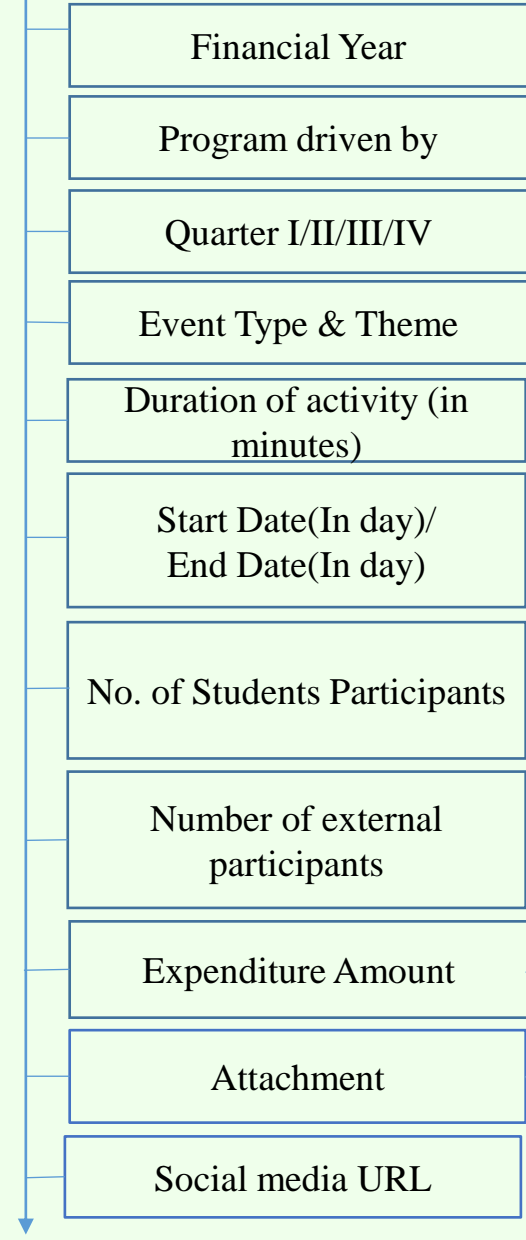 Financial Year
Program driven by
Quarter I/II/III/IV
Event Type & Theme
Duration of activity (in
minutes)
Start Date(In day)/
End Date(In day)
No. of Students Participants
Number of external
participants
Expenditure Amount
Attachment
Social media URL